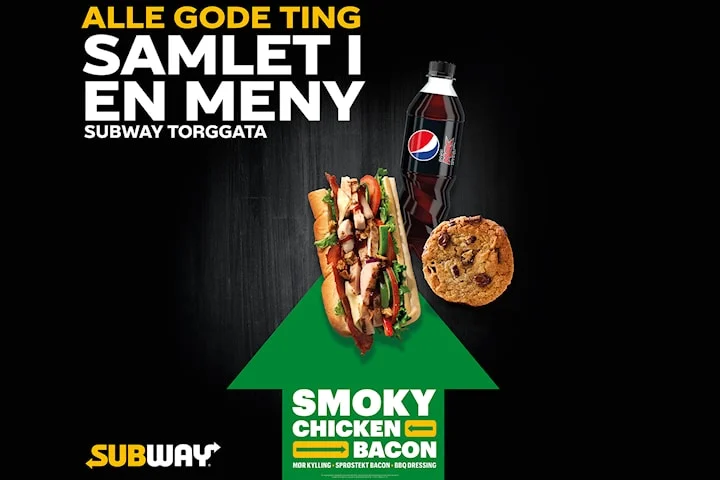 ALLE GODE TING
SAMLET I
EN MENY
SUBWAY TORGGATA
SMOKY
CHICKEN
BACON
MØR KYLLING • SPRØSTEKT BACON • BBQ DRESSING
SUBWAY